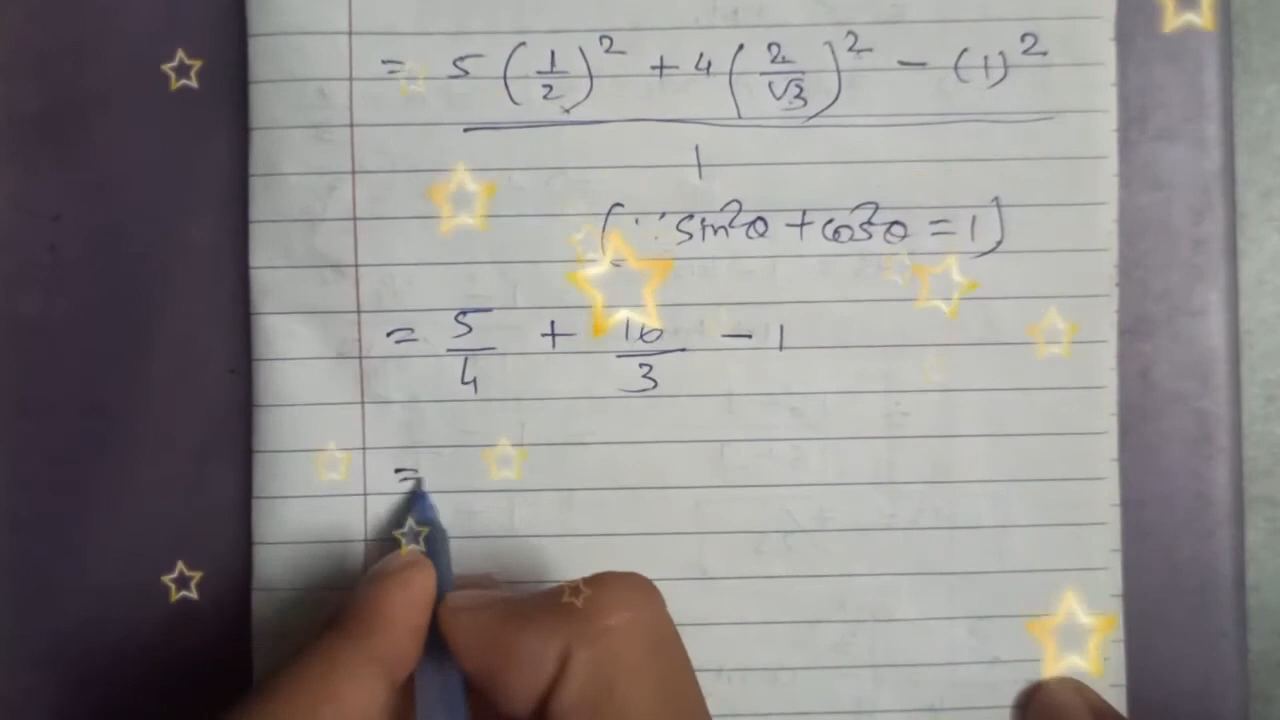 = 5 (1/2)² + 4 (2/√3)² - (1)²
1
(∵ sin²θ + cos²θ = 1)
= 5/4 + 16/3 - 1
=